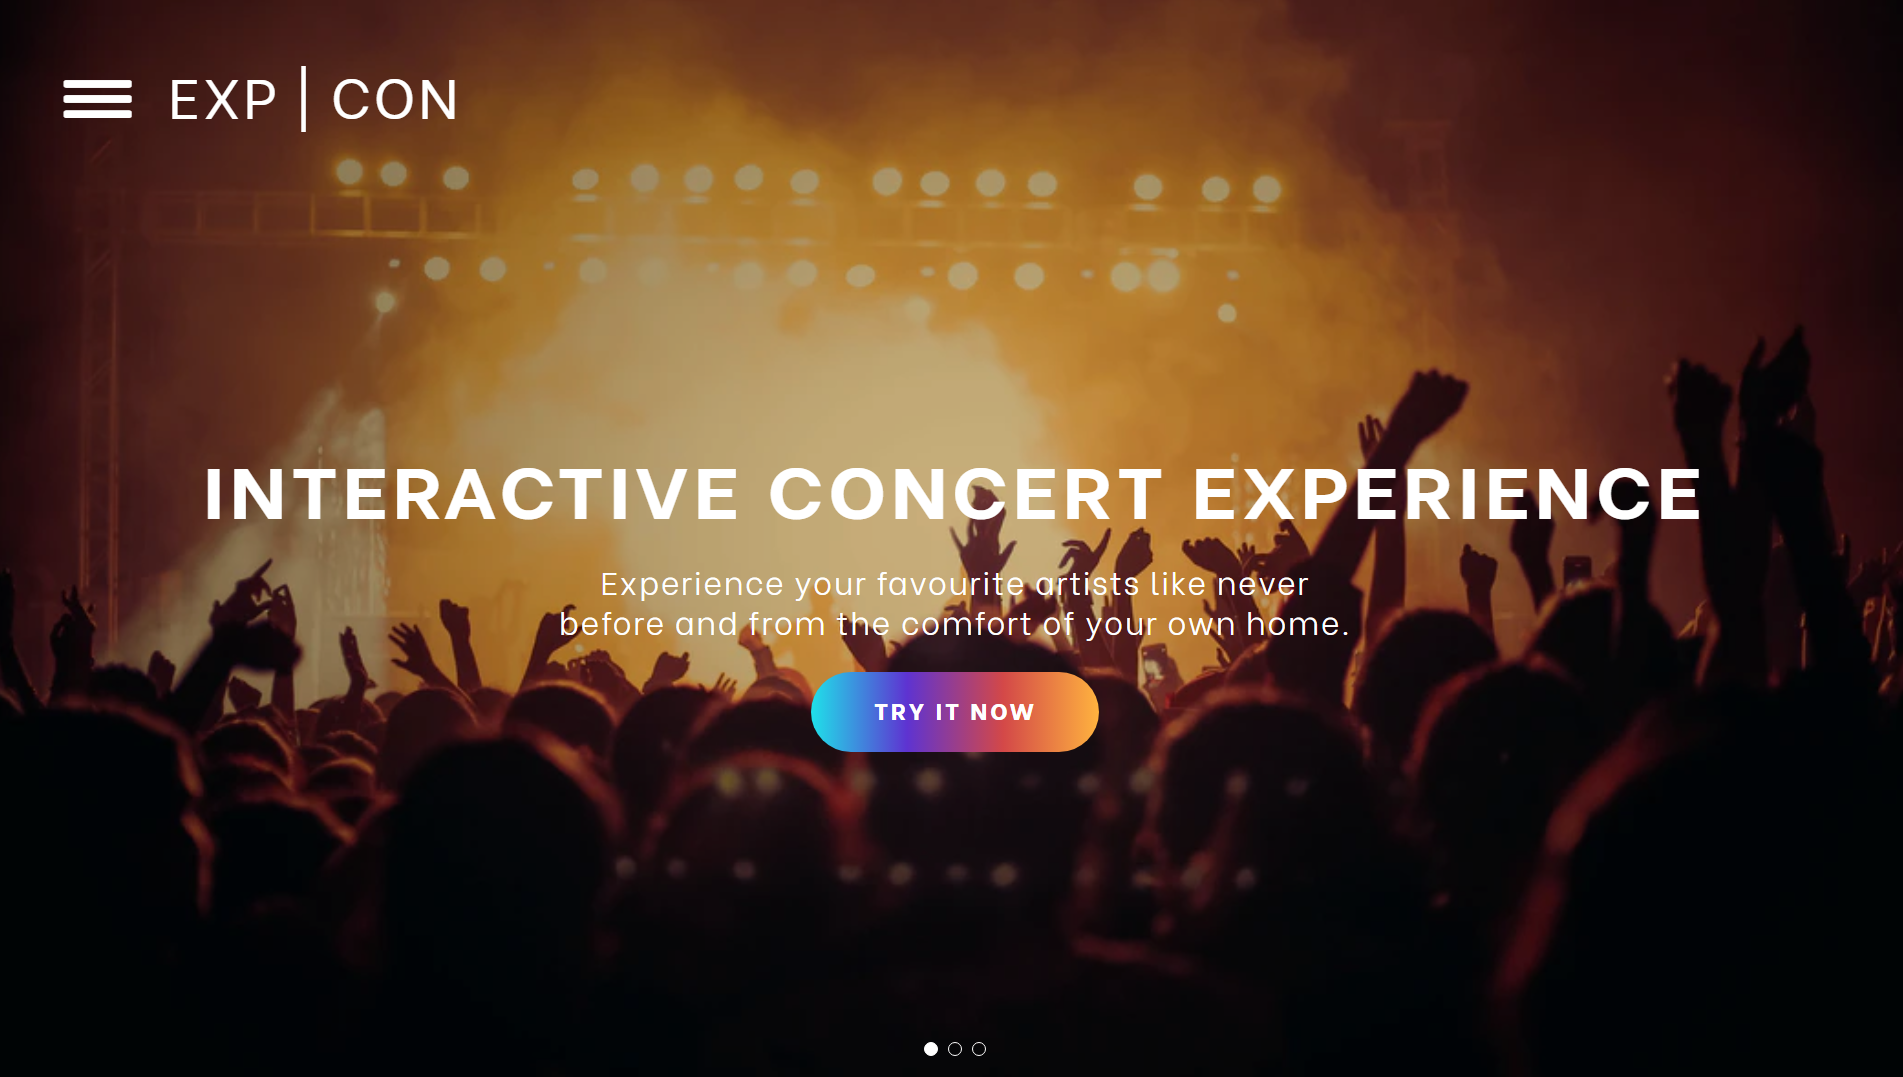 EXP | CON
INTERACTIVE CONCERT EXPERIENCE
Experience your favourite artists like never
before and from the comfort of your own home.
TRY IT NOW